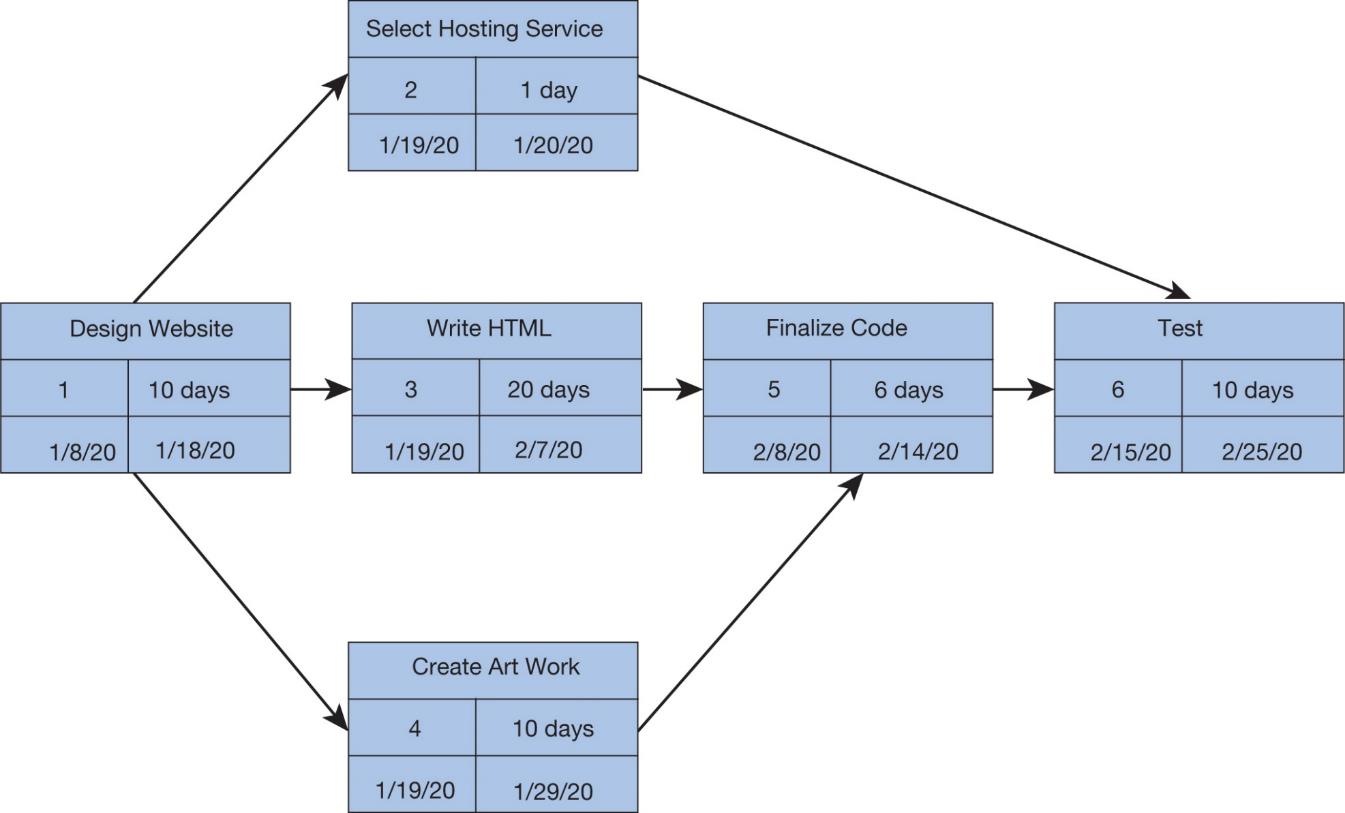 Select Hosting Service
2 1 day
1/19/20 1/20/20
Design Website
1 10 days
1/8/20 1/18/20
Write HTML
3 20 days
1/19/20 2/7/20
Finalize Code
5 6 days
2/8/20 2/14/20
Test
6 10 days
2/15/20 2/25/20
Create Art Work
4 10 days
1/19/20 1/29/20